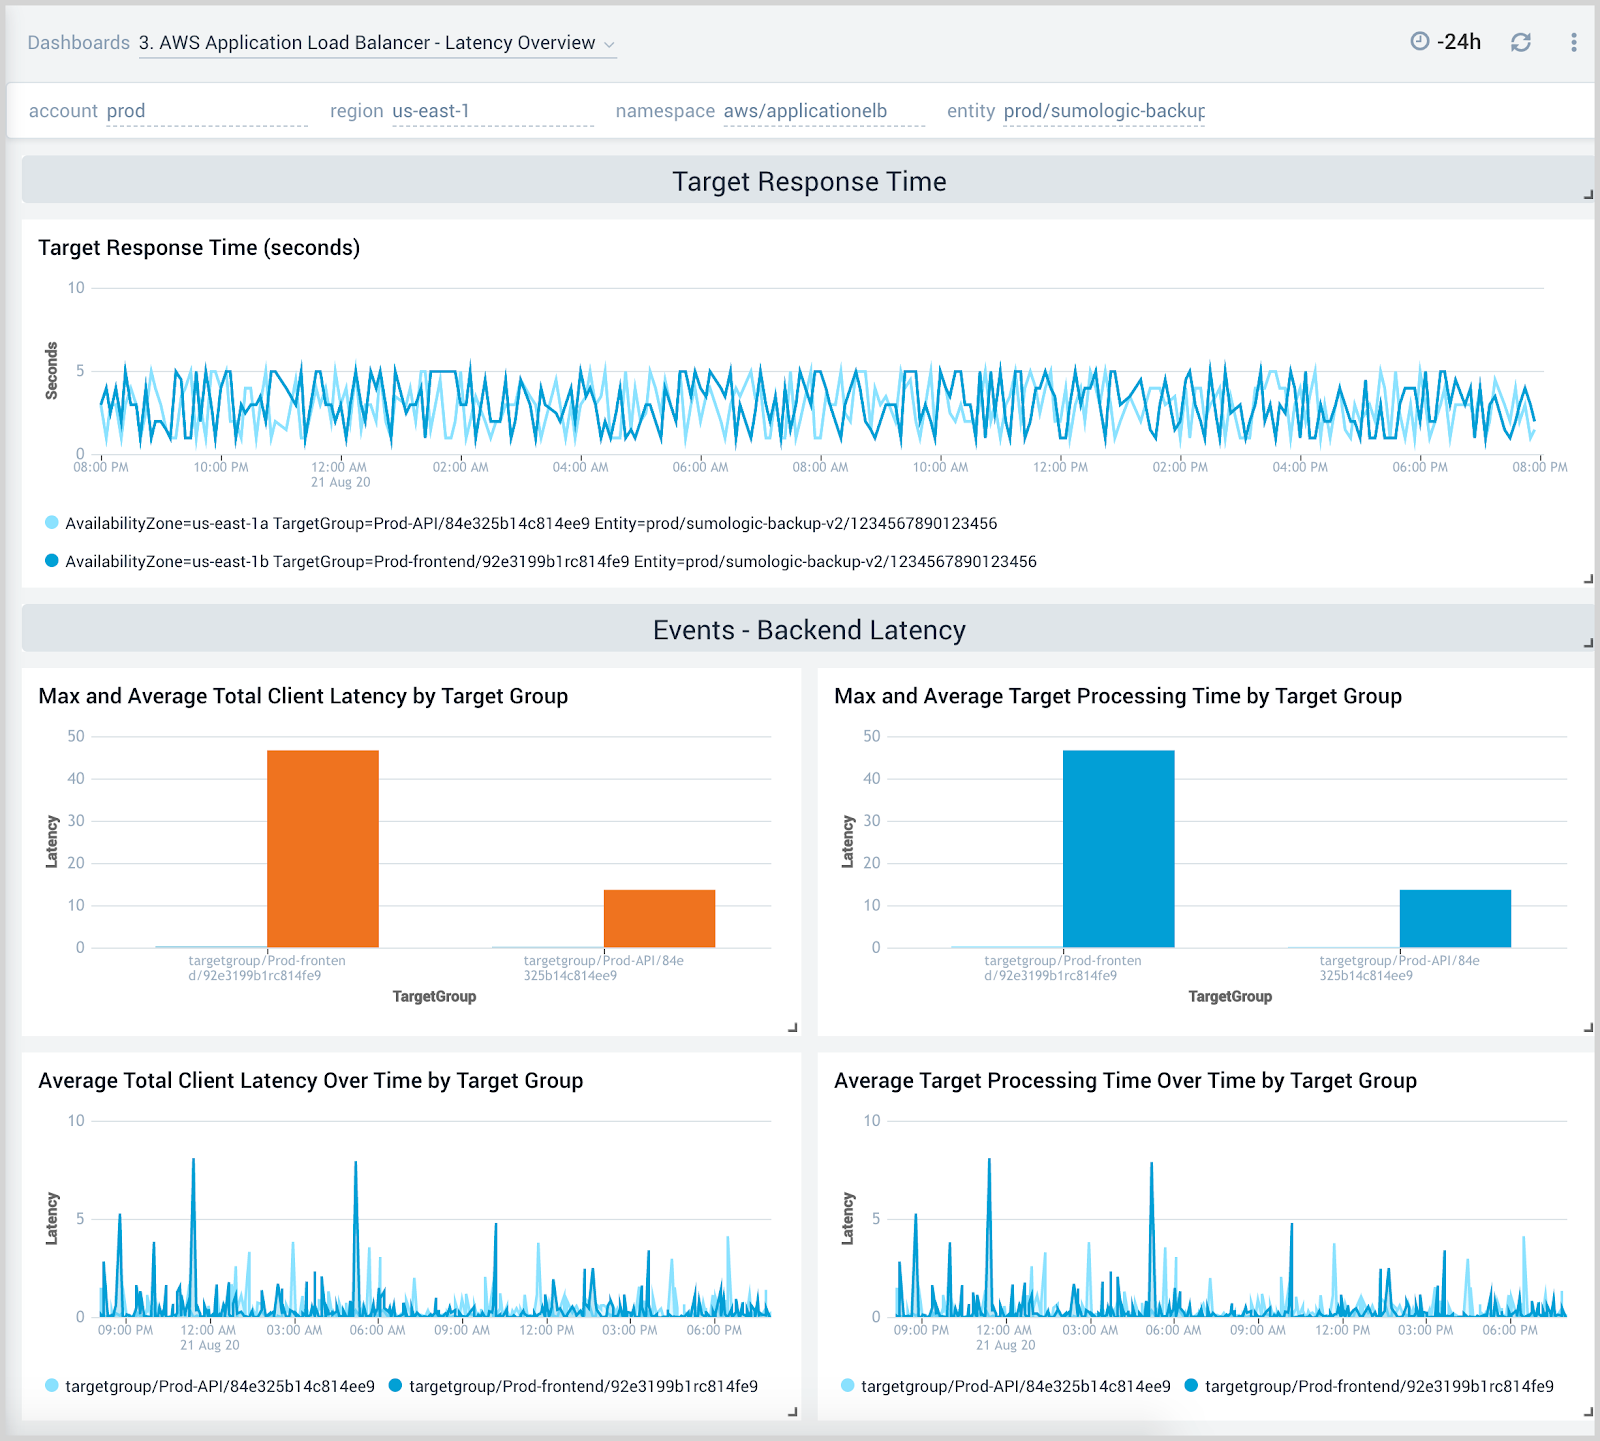 Dashboards 3. AWS Application Load Balancer - Latency Overview
-24h
account prod region us-east-1 namespace aws/applicationelb entity prod/sumologic-backup
Target Response Time
Target Response Time (seconds)
Seconds
10
5
0
08:00 PM 10:00 PM 12:00 AM 02:00 AM 04:00 AM 06:00 AM 08:00 AM 10:00 AM 12:00 PM 02:00 PM 04:00 PM 06:00 PM 08:00 PM
21 Aug 20
AvailabilityZone=us-east-1a TargetGroup=Prod-API/84e325b14c814ee9 Entity=prod/sumologic-backup-v2/1234567890123456
AvailabilityZone=us-east-1b TargetGroup=Prod-frontend/92e3199b1rc814fe9 Entity=prod/sumologic-backup-v2/1234567890123456
Events - Backend Latency
Max and Average Total Client Latency by Target Group
Latency
50
40
30
20
10
0
targetgroup/Prod-fronten
d/92e3199b1rc814fe9
targetgroup/Prod-API/84e
325b14c814ee9
TargetGroup
Max and Average Target Processing Time by Target Group
Latency
50
40
30
20
10
0
targetgroup/Prod-fronten
d/92e3199b1rc814fe9
targetgroup/Prod-API/84e
325b14c814ee9
TargetGroup
Average Total Client Latency Over Time by Target Group
Latency
10
5
0
09:00 PM 12:00 AM 03:00 AM 06:00 AM 09:00 AM 12:00 PM 03:00 PM 06:00 PM
21 Aug 20
targetgroup/Prod-API/84e325b14c814ee9 targetgroup/Prod-frontend/92e3199b1rc814fe9
Average Target Processing Time Over Time by Target Group
Latency
10
5
0
09:00 PM 12:00 AM 03:00 AM 06:00 AM 09:00 AM 12:00 PM 03:00 PM 06:00 PM
21 Aug 20
targetgroup/Prod-API/84e325b14c814ee9 targetgroup/Prod-frontend/92e3199b1rc814fe9